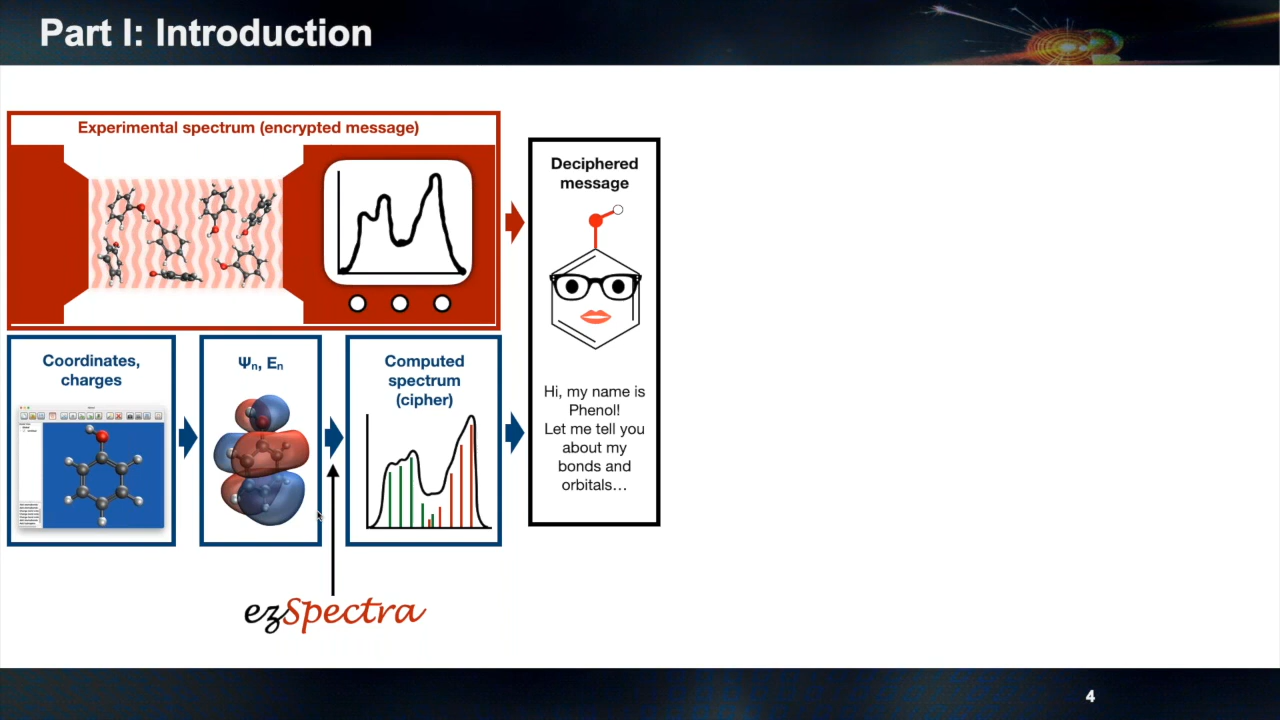 Part I: Introduction
Experimental spectrum (encrypted message)
Deciphered
message
Coordinates,
charges
Ψn, En
Computed
spectrum
(cipher)
Hi, my name is
Phenol!
Let me tell you
about my
bonds and
orbitals…
ezSpectra
4